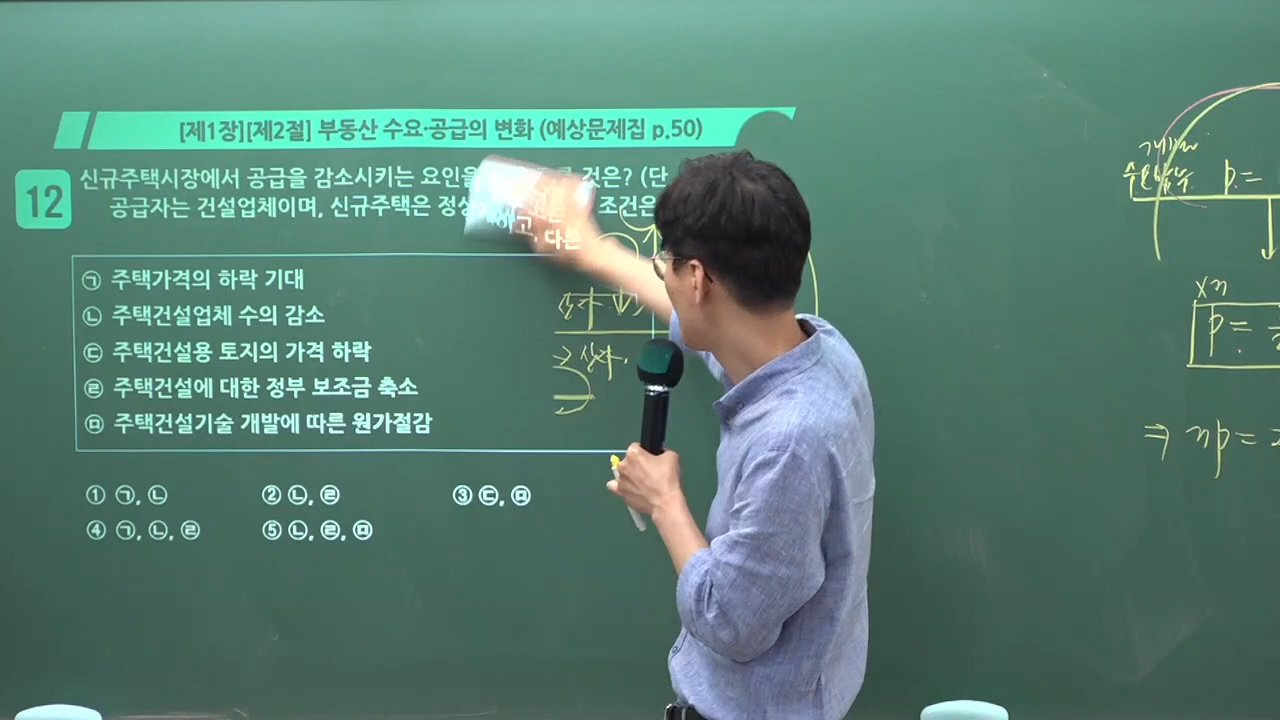 [제1장][제2절] 부동산 수요·공급의 변화 (예상문제집 p.50)
12 신규주택시장에서 공급을 감소시키는 요인을 것은? (단
공급자는 건설업체이며, 신규주택은 조건은
㉠ 주택가격의 하락 기대
㉡ 주택건설업체 수의 감소
㉢ 주택건설용 토지의 가격 하락
㉣ 주택건설에 대한 정부 보조금 축소
㉤ 주택건설기술 개발에 따른 원가절감
① ㉠, ㉡ ② ㉡, ㉣ ③ ㉢, ㉤
④ ㉠, ㉡, ㉣ ⑤ ㉡, ㉣, ㉤
p =
p =
⇒ np =